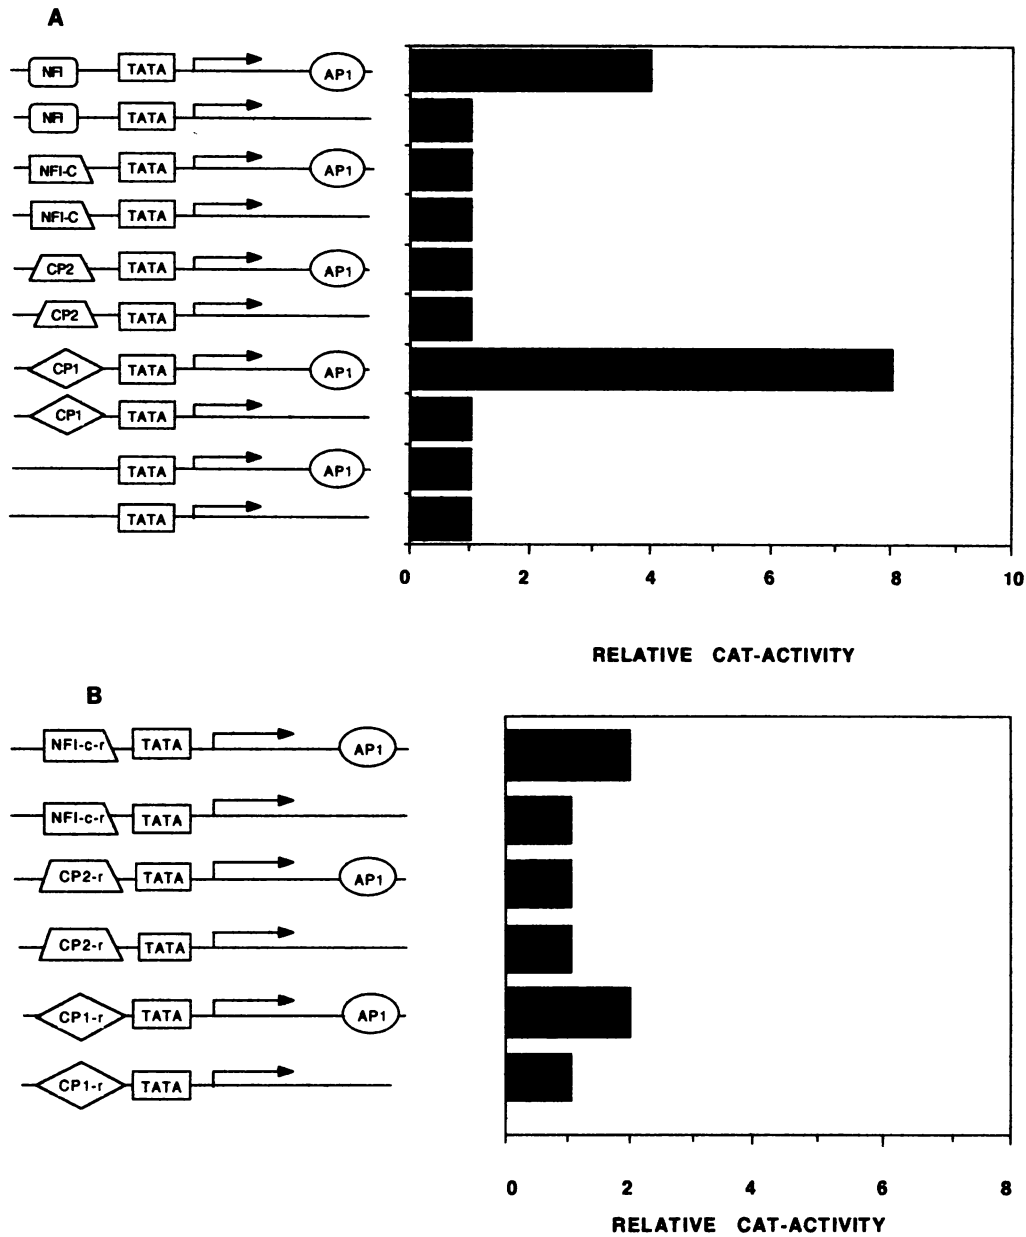 A
NFI TATA AP1
NFI TATA
NFI-C TATA AP1
NFI-C TATA
CP2 TATA AP1
CP2 TATA
CP1 TATA AP1
CP1 TATA
TATA AP1
TATA
0 2 4 6 8 10
RELATIVE CAT-ACTIVITY
B
NFI-c-r TATA AP1
NFI-c-r TATA
CP2-r TATA AP1
CP2-r TATA
CP1-r TATA AP1
CP1-r TATA
0 2 4 6 8
RELATIVE CAT-ACTIVITY